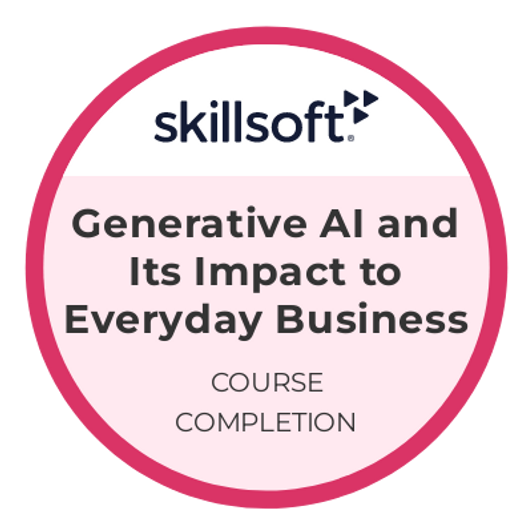 skillsoft®
Generative AI and
Its Impact to
Everyday Business
COURSE
COMPLETION